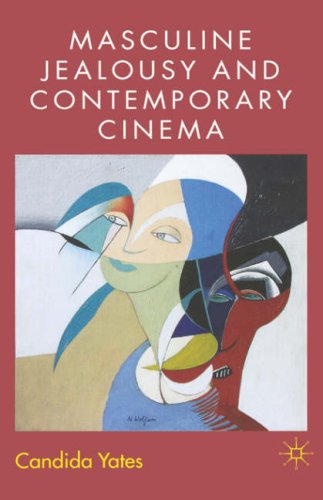 MASCULINE
JEALOUSY AND
CONTEMPORARY
CINEMA
Candida Yates